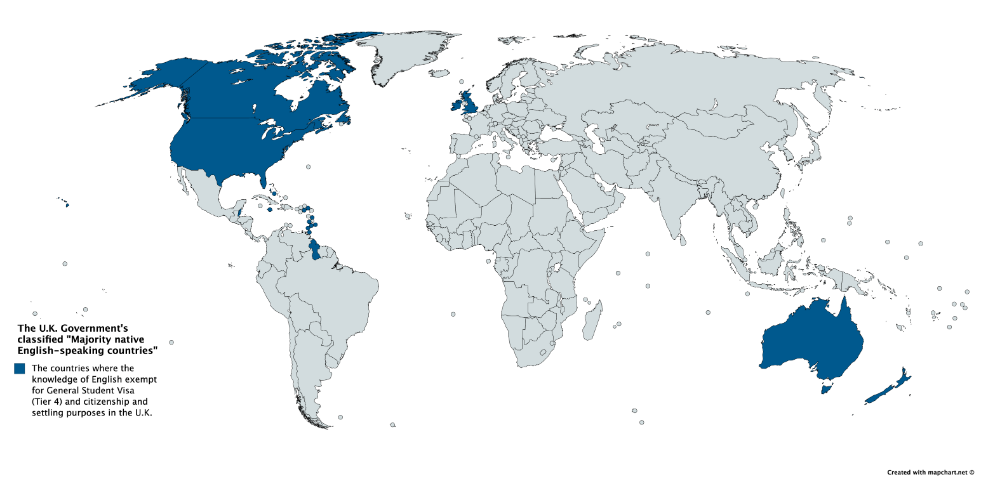 The U.K. Government's
classified "Majority native
English-speaking countries"
The countries where the
knowledge of English exempt
for General Student Visa
(Tier 4) and citizenship and
settling purposes in the U.K.
Created with mapchart.net ©